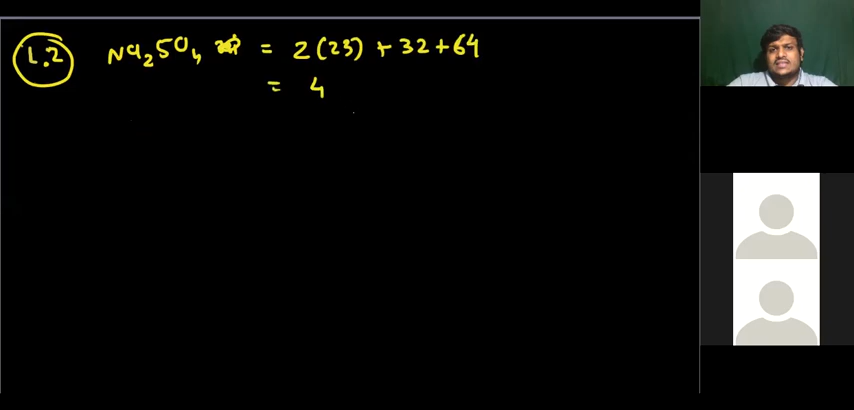 1.2 Na₂SO₄ = 2(23) + 32 + 64
= 4